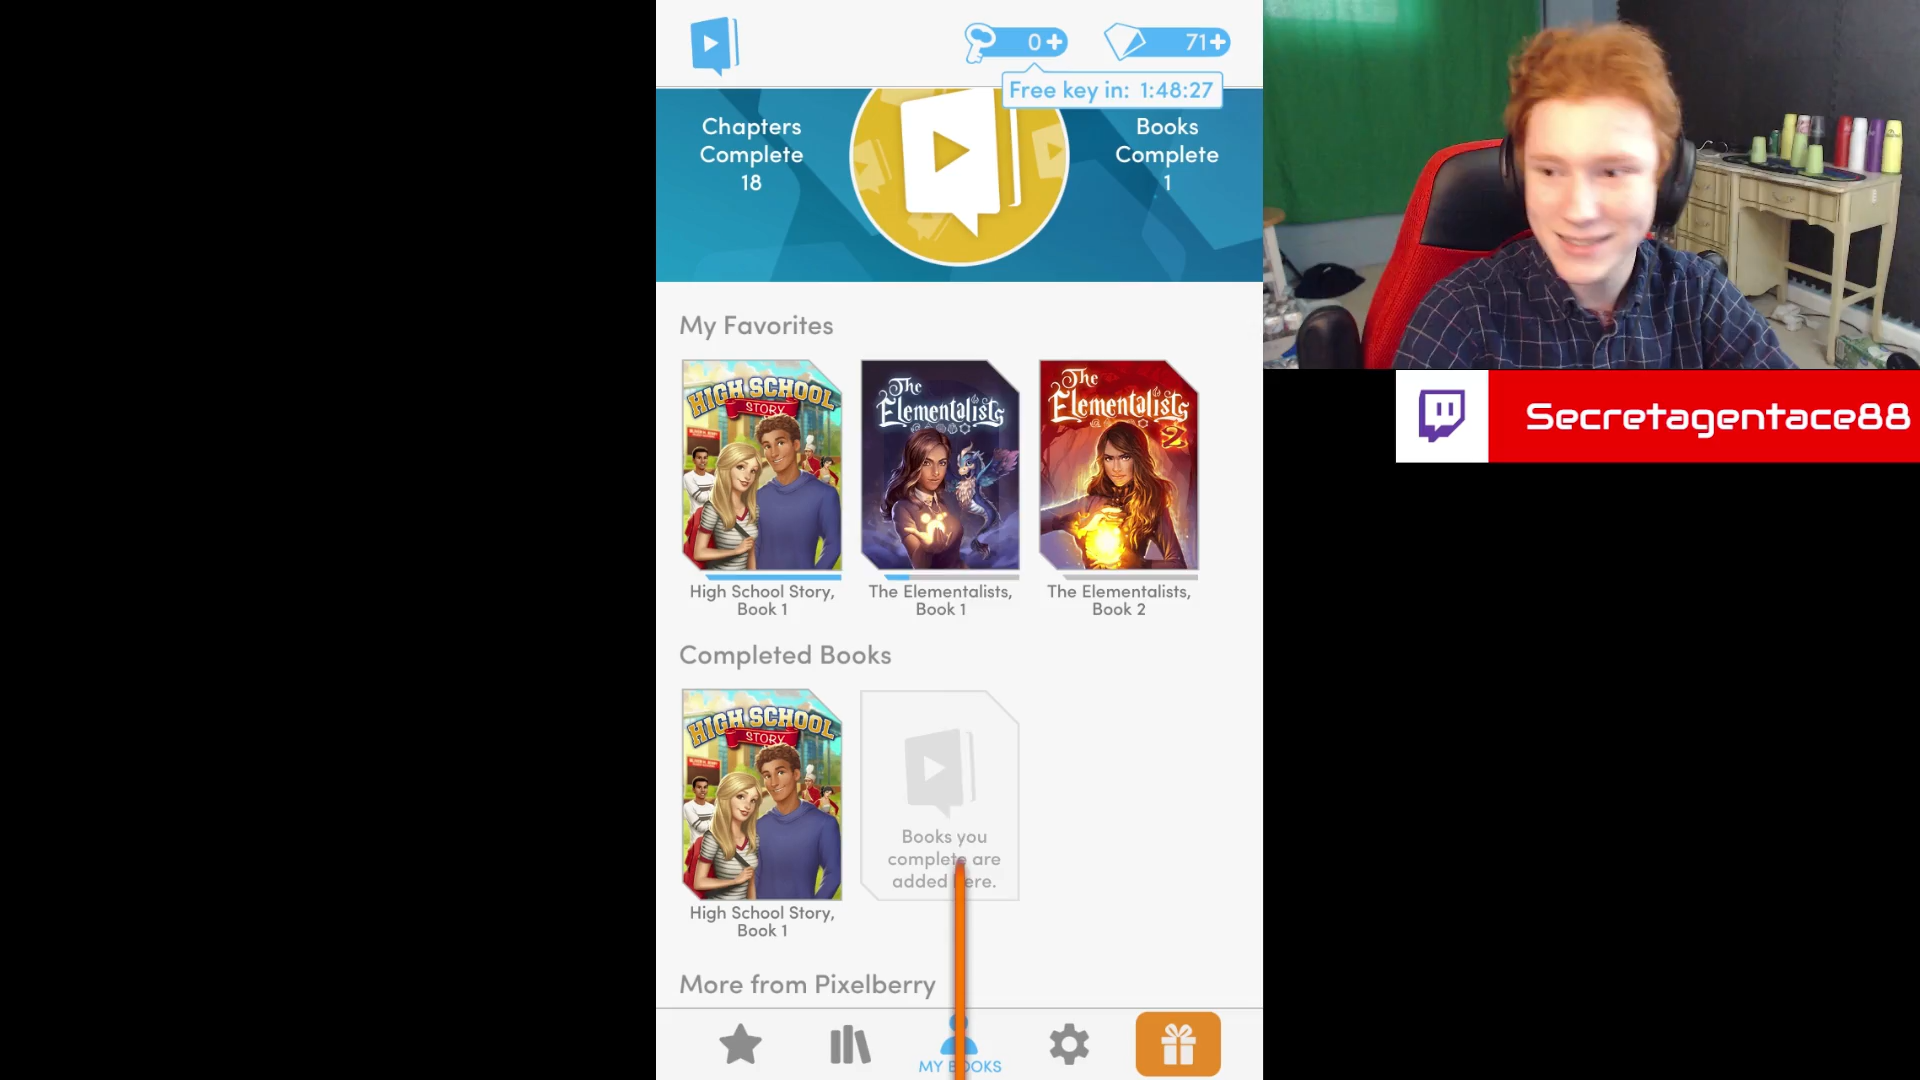 0
71
Free key in: 1:48:27
Chapters
Complete
18
Books
Complete
1
My Favorites
HIGH SCHOOL
STORY
The
Elementalists
The
Elementalists
2
High School Story,
Book 1
The Elementalists,
Book 1
The Elementalists,
Book 2
Completed Books
HIGH SCHOOL
STORY
Books you
complete are
added here.
High School Story,
Book 1
More from Pixelberry
MY BOOKS
Secretagentace88